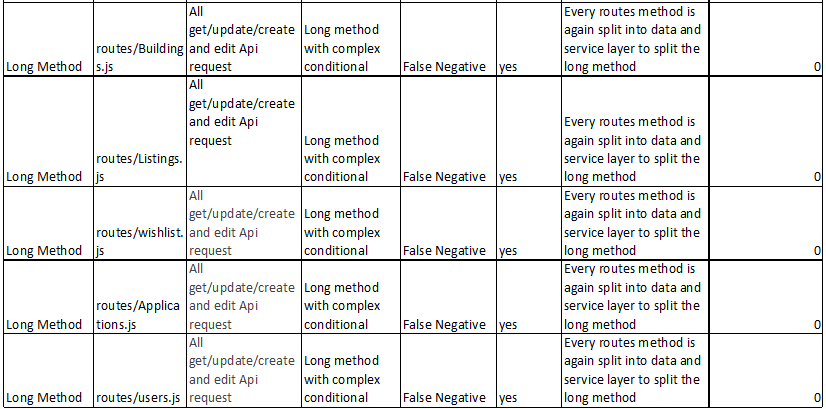 Long Method
routes/Building
s.js
All
get/update/create
and edit Api
request
Long method
with complex
conditional
False Negative
yes
Every routes method is
again split into data and
service layer to split the
long method
0
Long Method
routes/Listings.
js
All
get/update/create
and edit Api
request
Long method
with complex
conditional
False Negative
yes
Every routes method is
again split into data and
service layer to split the
long method
0
Long Method
routes/wishlist.
js
All
get/update/create
and edit Api
request
Long method
with complex
conditional
False Negative
yes
Every routes method is
again split into data and
service layer to split the
long method
0
Long Method
routes/Applica
tions.js
All
get/update/create
and edit Api
request
Long method
with complex
conditional
False Negative
yes
Every routes method is
again split into data and
service layer to split the
long method
0
Long Method
routes/users.js
All
get/update/create
and edit Api
request
Long method
with complex
conditional
False Negative
yes
Every routes method is
again split into data and
service layer to split the
long method
0